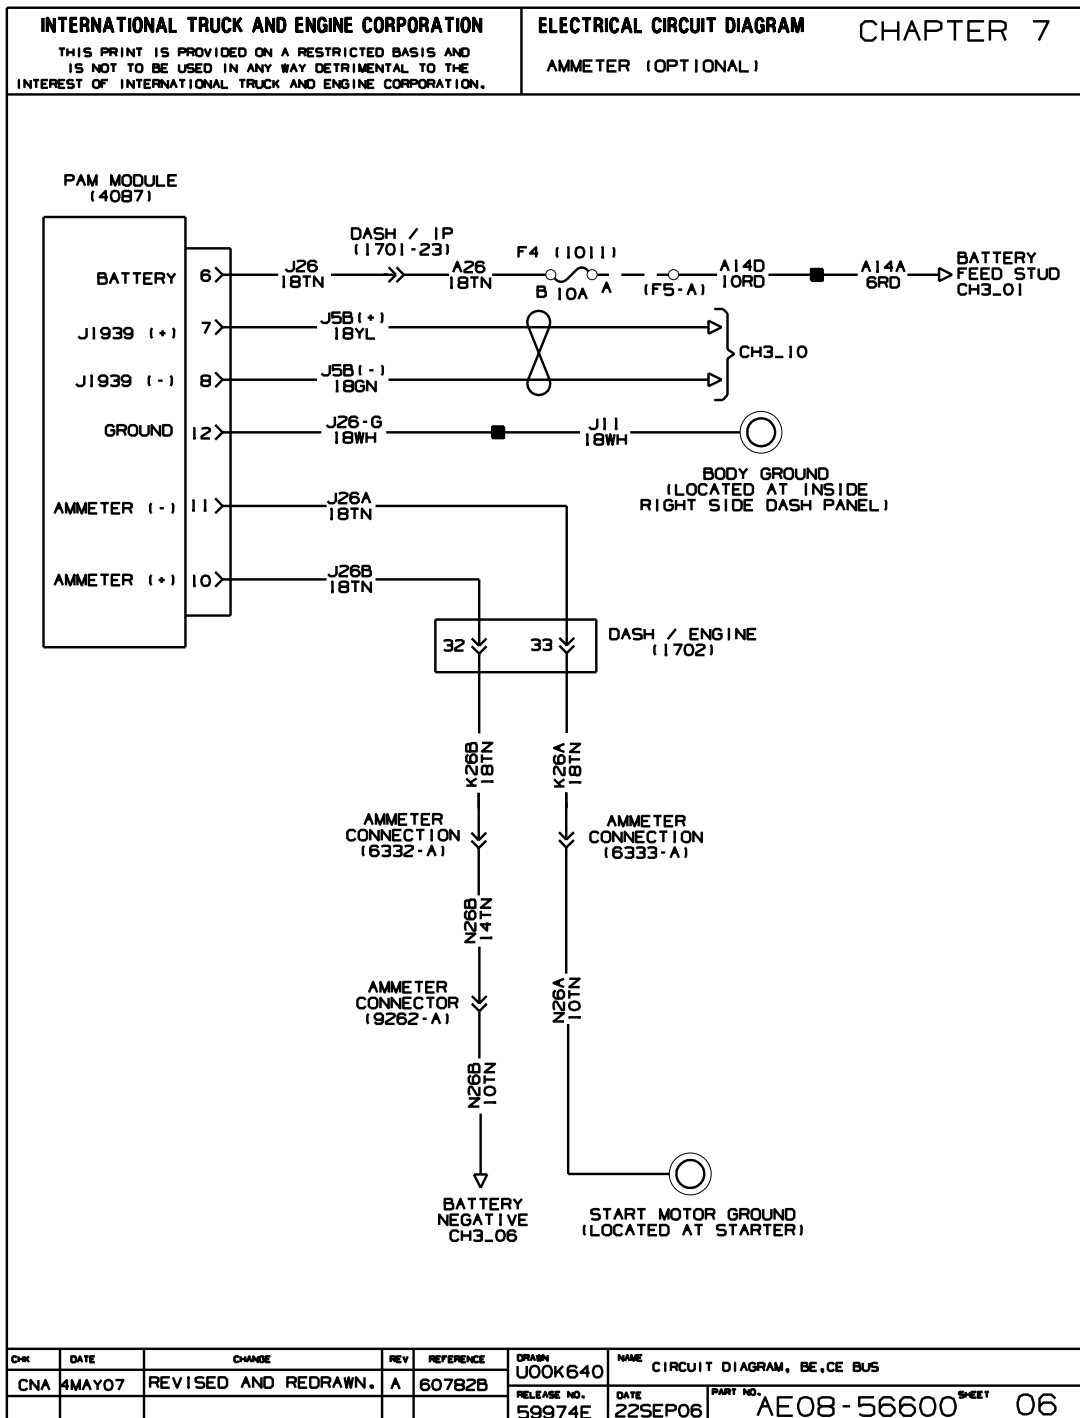 INTERNATIONAL TRUCK AND ENGINE CORPORATION
THIS PRINT IS PROVIDED ON A RESTRICTED BASIS AND
IS NOT TO BE USED IN ANY WAY DETRIMENTAL TO THE
INTEREST OF INTERNATIONAL TRUCK AND ENGINE CORPORATION.
ELECTRICAL CIRCUIT DIAGRAM
CHAPTER 7
AMMETER (OPTIONAL)
PAM MODULE
(4087)
BATTERY 6
J26
18TN
DASH / IP
(1701-23)
A26
18TN
F4 (1011)
B 10A A
(F5-A)
A14D
10RD
A14A
6RD
BATTERY
FEED STUD
CH3_01
J1939 (+) 7
J5B(+)
18YL
J1939 (-) 8
J5B(-)
18GN
CH3_10
GROUND 12
J26-G
18WH
J11
18WH
BODY GROUND
(LOCATED AT INSIDE
RIGHT SIDE DASH PANEL)
AMMETER (-) 11
J26A
18TN
AMMETER (+) 10
J26B
18TN
32
33
DASH / ENGINE
(1702)
K26B
18TN
K26A
18TN
AMMETER
CONNECTION
(6332-A)
AMMETER
CONNECTION
(6333-A)
N26B
14TN
AMMETER
CONNECTOR
(9262-A)
N26A
10TN
N26B
10TN
BATTERY
NEGATIVE
CH3_06
START MOTOR GROUND
(LOCATED AT STARTER)
CHK DATE CHANGE REV REFERENCE
CNA 4MAY07 REVISED AND REDRAWN. A 60782B
DRAWN
U00K640
NAME CIRCUIT DIAGRAM, BE,CE BUS
RELEASE NO.
59974E
DATE
22SEP06
PART NO. AE08-56600
SHEET 06